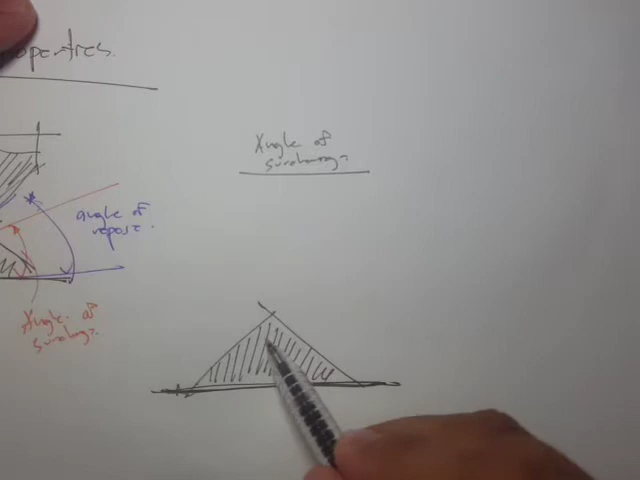 operties.
Angle of
surcharge
angle of
repose.
Angle of
surcharge